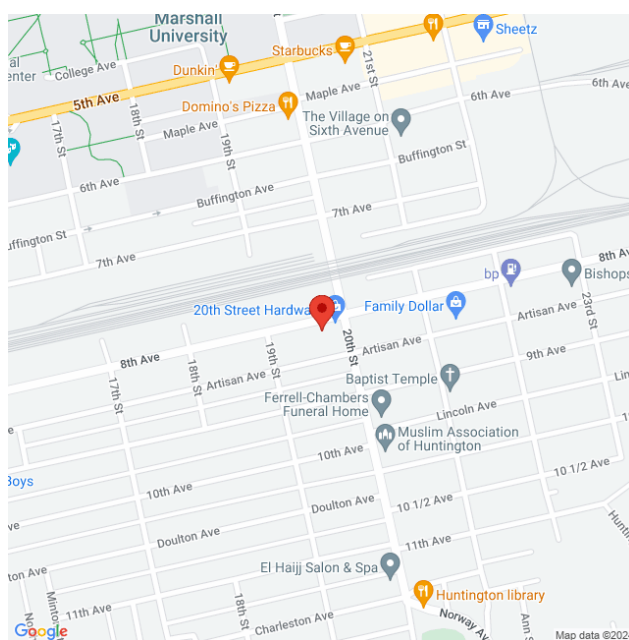 Marshall
University
Sheetz
Starbucks
College Ave
Dunkin'
21st St
5th Ave
Maple Ave
6th Ave
6th Ave
Domino's Pizza
18th St
Maple Ave
17th St
19th St
The Village on
Sixth Avenue
Buffington St
6th Ave
Buffington Ave
7th Ave
Buffington St
7th Ave
8th Ave
bp
Bishops
20th Street Hardwa
Family Dollar
23rd St
Artisan Ave
20th St
8th Ave
Artisan Ave
9th Ave
19th St
18th St
Artisan Ave
Baptist Temple
17th St
Ferrell-Chambers
Funeral Home
Lincoln Ave
Muslim Association
of Huntington
10th Ave
Boys
10th Ave
10 1/2 Ave
10 1/2 Ave
Doulton Ave
Doulton Ave
11th Ave
El Haijj Salon & Spa
Huntington library
18th St
11th Ave
Charleston Ave
Norway Av
Ann S
Google
Map data ©202